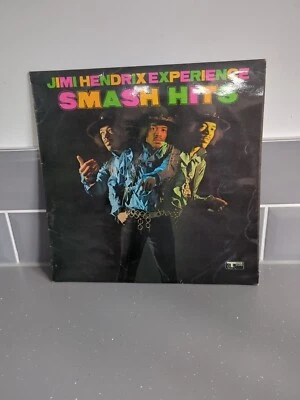 JIMI HENDRIX EXPERIENCE
SMASH HITS